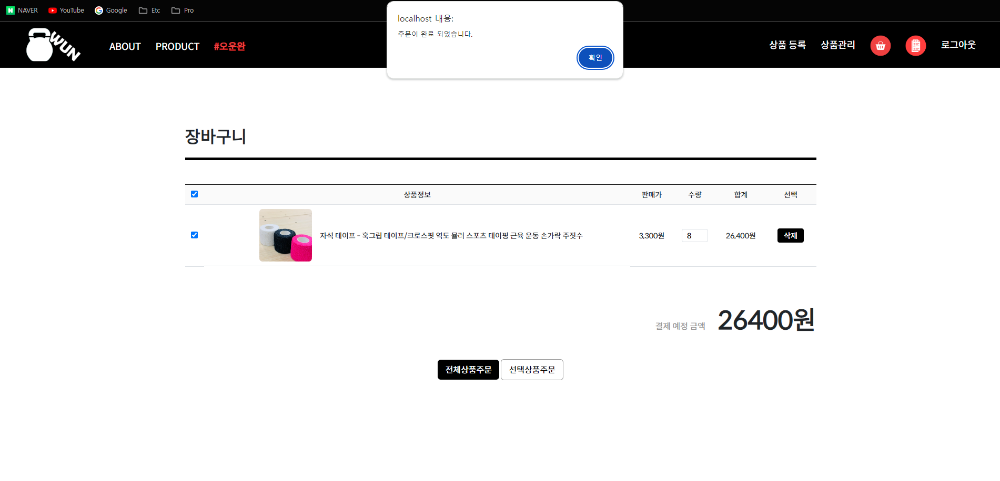 NAVER YouTube Google Etc Pro
localhost 내용:
주문이 완료 되었습니다.
확인
WUN
ABOUT PRODUCT #오운완
상품 등록 상품관리 로그아웃
장바구니
상품정보 판매가 수량 합계 선택
자석 테이프 - 훅그립 테이프/크로스핏 역도 뮬러 스포츠 테이핑 근육 운동 손가락 주짓수 3,300원 8 26,400원 삭제
결제 예정 금액 26400원
전체상품주문 선택상품주문